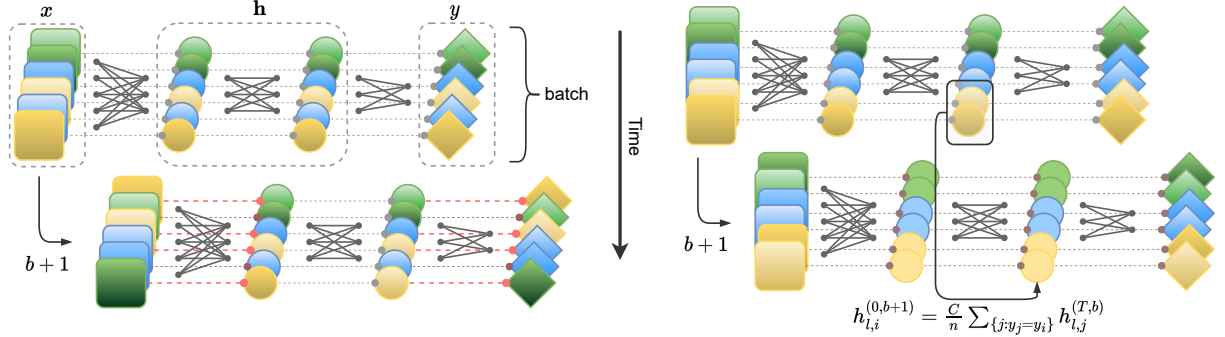 x h y
batch
Time
b + 1
b + 1
h_{l,i}^{(0,b+1)} = \frac{C}{n} \sum_{\{j:y_j=y_i\}} h_{l,j}^{(T,b)}